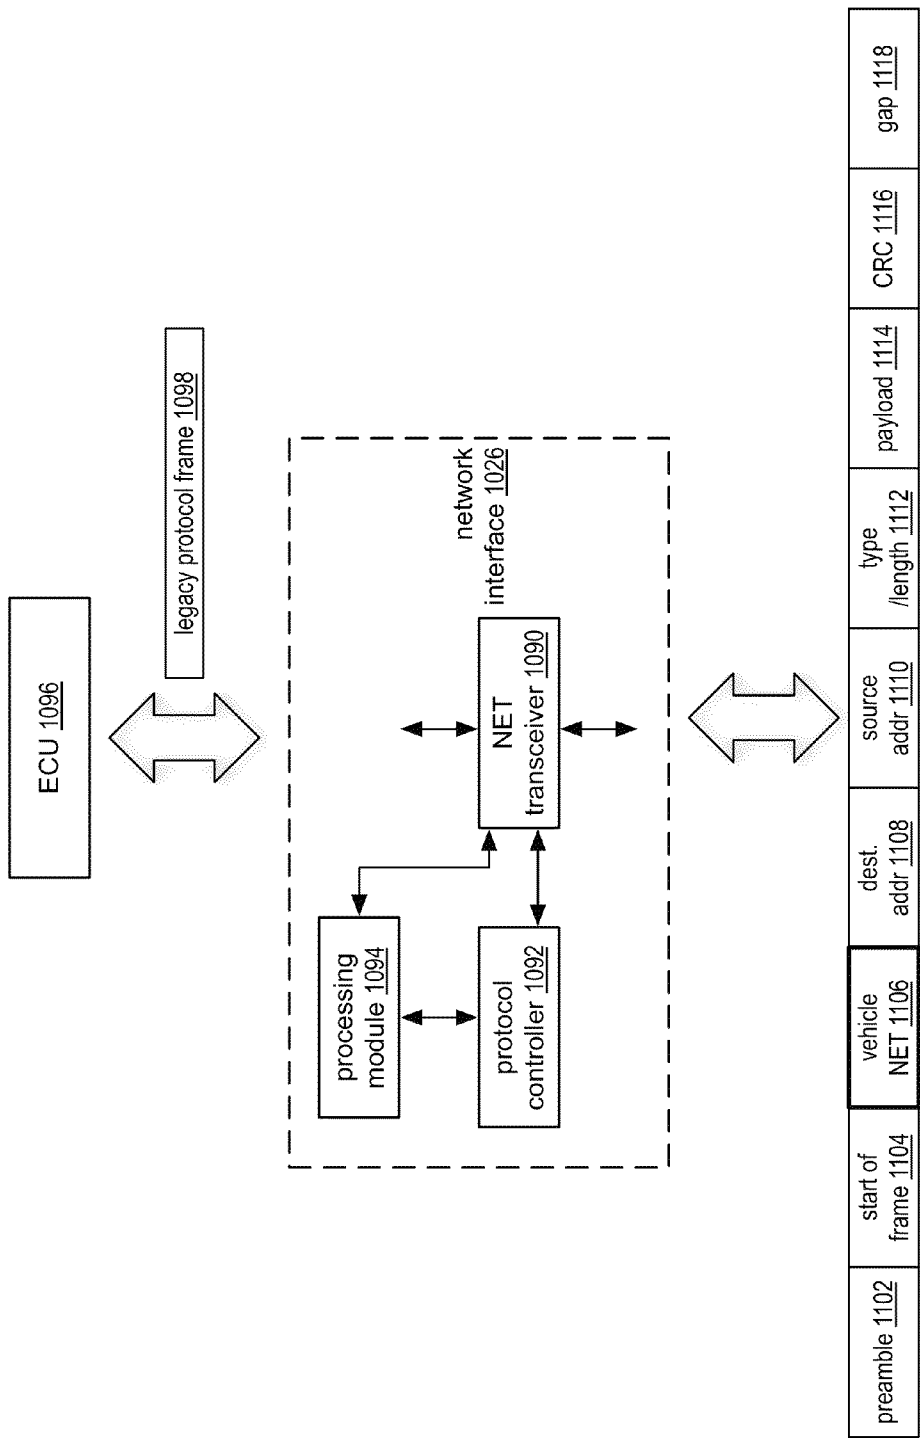 ECU 1096
legacy protocol frame 1098
network
interface 1026
processing
module 1094
protocol
controller 1092
NET
transceiver 1090
preamble 1102
start of
frame 1104
vehicle
NET 1106
dest.
addr 1108
source
addr 1110
type
/length 1112
payload 1114
CRC 1116
gap 1118